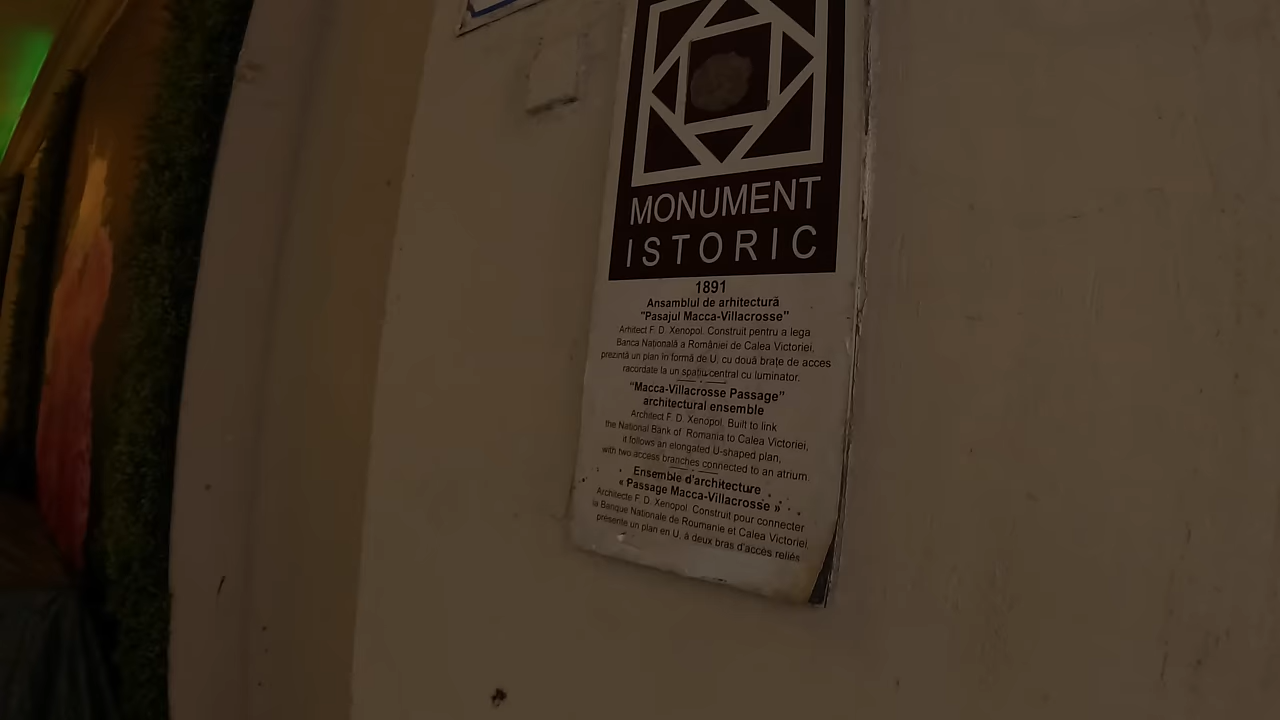 MONUMENT
ISTORIC
1891
Ansamblul de arhitectură
"Pasajul Macca-Villacrosse"
Arhitect F. D. Xenopol. Construit pentru a lega
Banca Naţională a României de Calea Victoriei,
prezintă un plan în formă de U, cu două braţe de acces
racordate la un spaţiu central cu luminator.
"Macca-Villacrosse Passage"
architectural ensemble
Architect F. D. Xenopol. Built to link
the National Bank of Romania to Calea Victoriei,
it follows an elongated U-shaped plan,
with two access branches connected to an atrium.
Ensemble d'architecture
« Passage Macca-Villacrosse »
Architecte F. D. Xenopol. Construit pour connecter
la Banque Nationale de Roumanie et Calea Victoriei,
présente un plan en U, à deux bras d'accès reliés